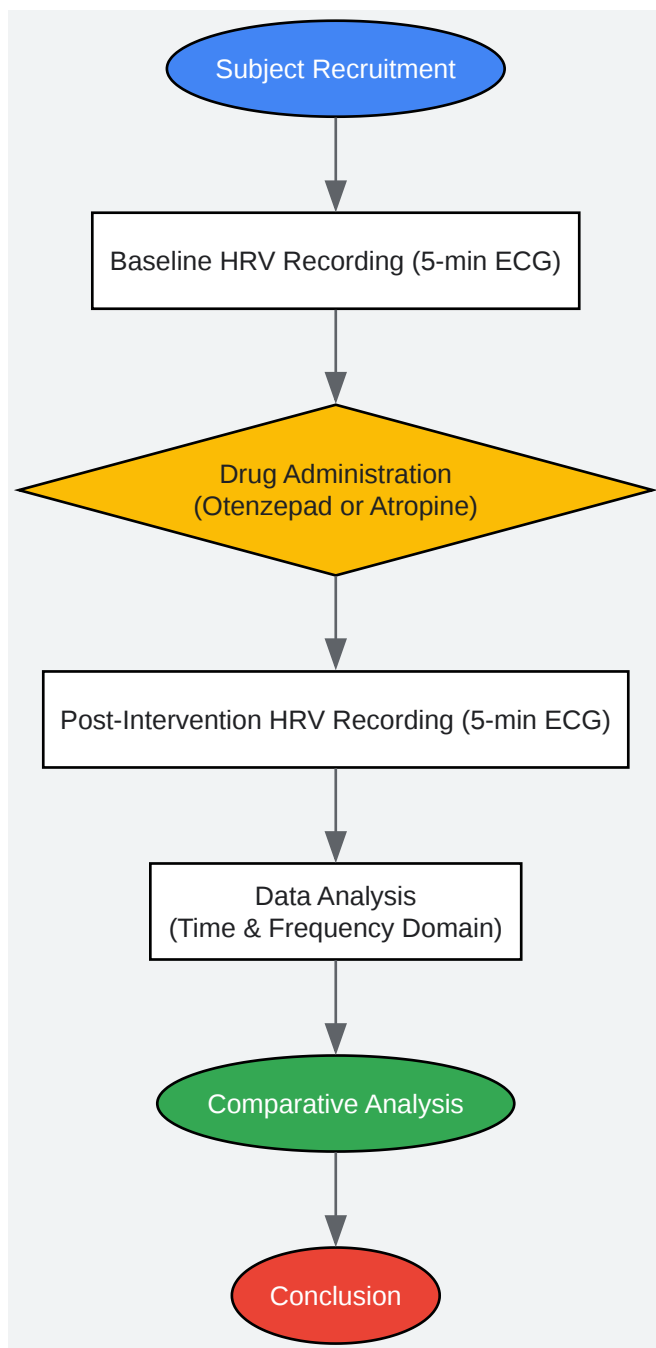 Subject Recruitment
Baseline HRV Recording (5-min ECG)
Drug Administration
(Otenzepad or Atropine)
Post-Intervention HRV Recording (5-min ECG)
Data Analysis
(Time & Frequency Domain)
Comparative Analysis
Conclusion